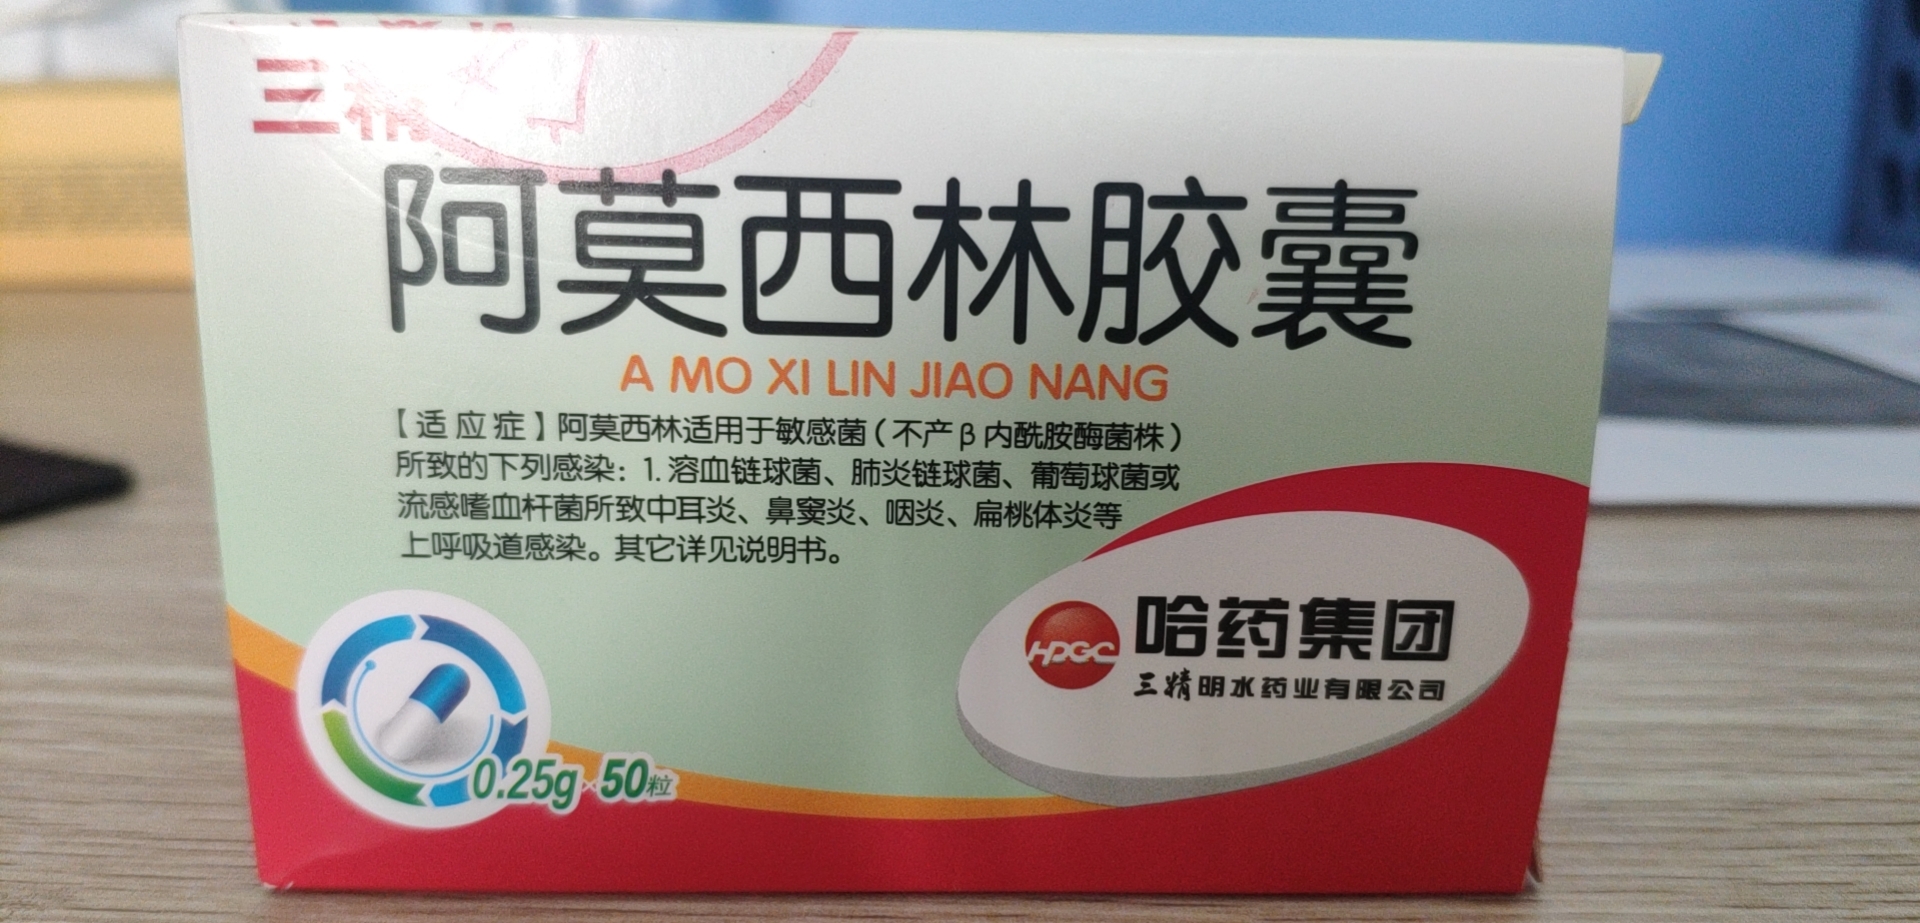 三精
阿莫西林胶囊
A MO XI LIN JIAO NANG
【适应症】阿莫西林适用于敏感菌(不产β内酰胺酶菌株)
所致的下列感染:1.溶血链球菌、肺炎链球菌、葡萄球菌或
流感嗜血杆菌所致中耳炎、鼻窦炎、咽炎、扁桃体炎等
上呼吸道感染。其它详见说明书。
HPGC 哈药集团
三精明水药业有限公司
0.25g×50粒